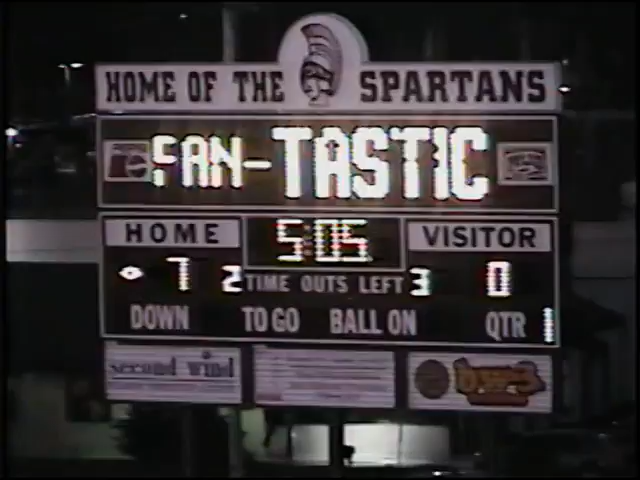 HOME OF THE SPARTANS
FAN-TASTIC
HOME 5:05 VISITOR
7 2 TIME OUTS LEFT 3 0
DOWN TO GO BALL ON QTR 1
second wind